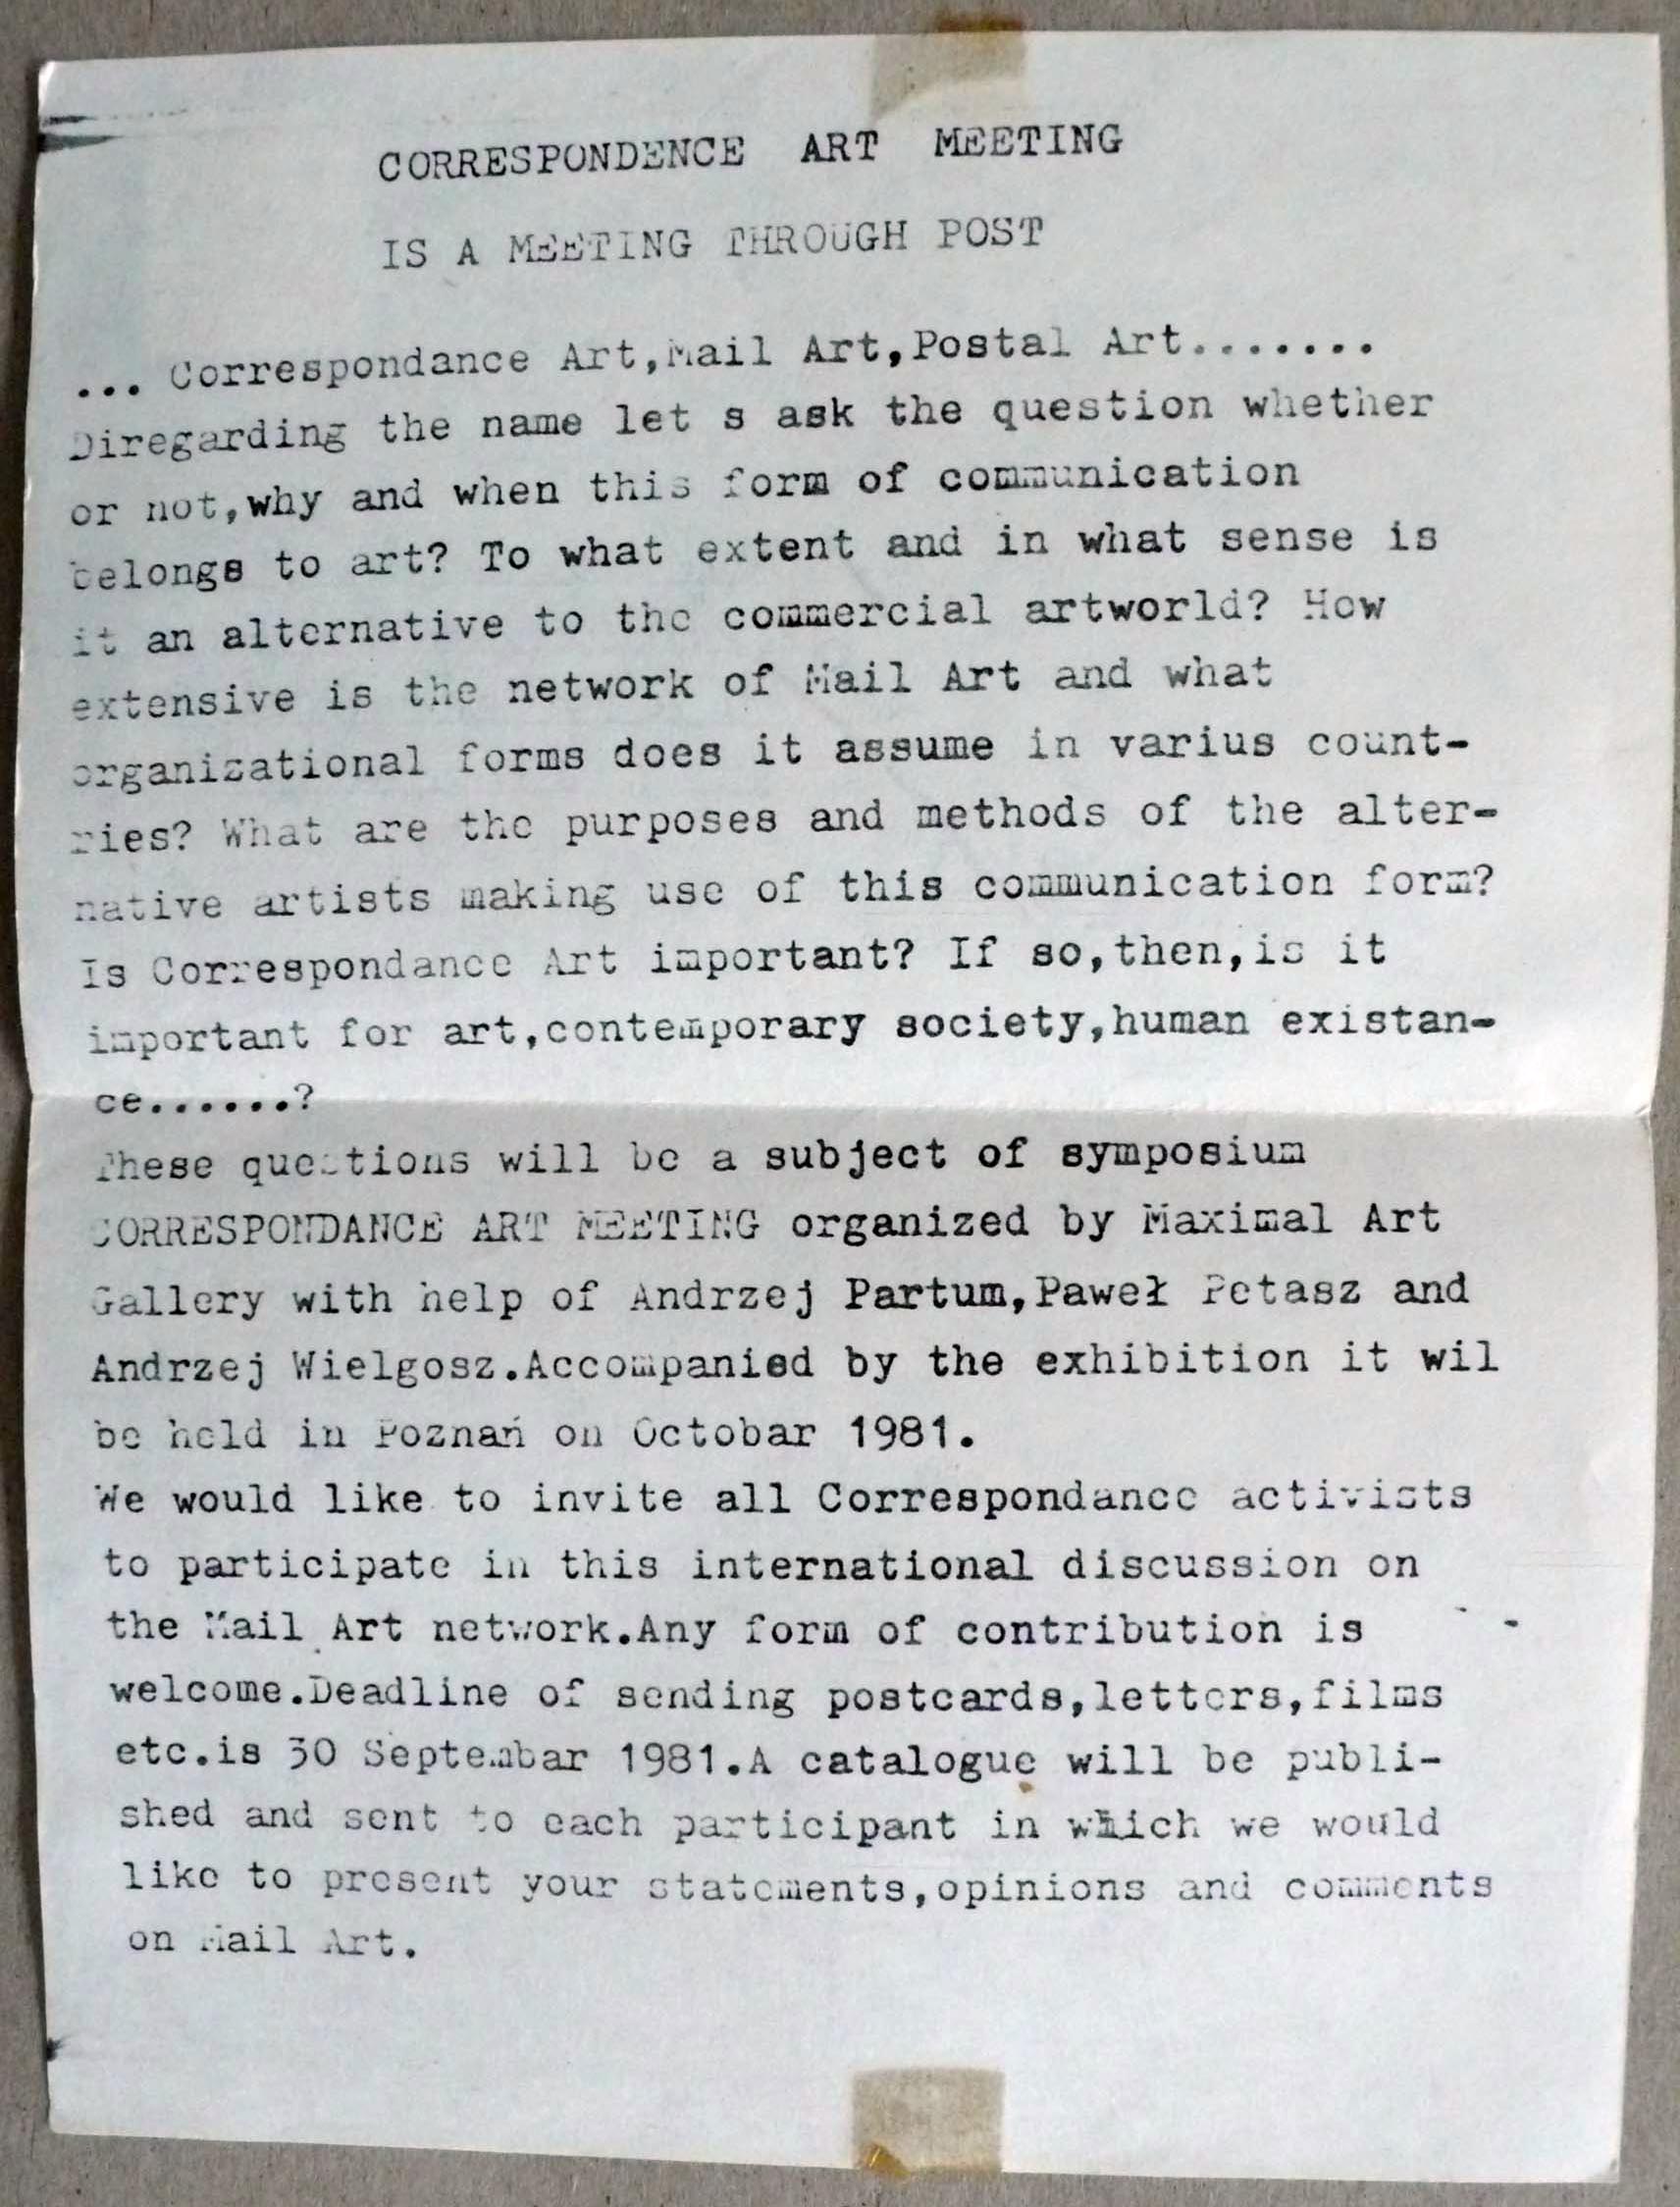 CORRESPONDENCE ART MEETING
IS A MEETING THROUGH POST
... Correspondance Art,Mail Art,Postal Art.......
Diregarding the name let s ask the question whether
or not,why and when this form of communication
belongs to art? To what extent and in what sense is
it an alternative to the commercial artworld? How
extensive is the network of Mail Art and what
organizational forms does it assume in varius count-
ries? What are the purposes and methods of the alter-
native artists making use of this communication form?
Is Correspondance Art important? If so,then,is it
important for art,contemporary society,human existan-
ce......?
These questions will be a subject of symposium
CORRESPONDANCE ART MEETING organized by Maximal Art
Gallery with help of Andrzej Partum,Paweł Petasz and
Andrzej Wielgosz.Accompanied by the exhibition it wil
be held in Poznań on Octobar 1981.
We would like to invite all Correspondance activists
to participate in this international discussion on
the Mail Art network.Any form of contribution is
welcome.Deadline of sending postcards,letters,films
etc.is 30 Septembar 1981.A catalogue will be publi-
shed and sent to each participant in which we would
like to present your statements,opinions and comments
on Mail Art.